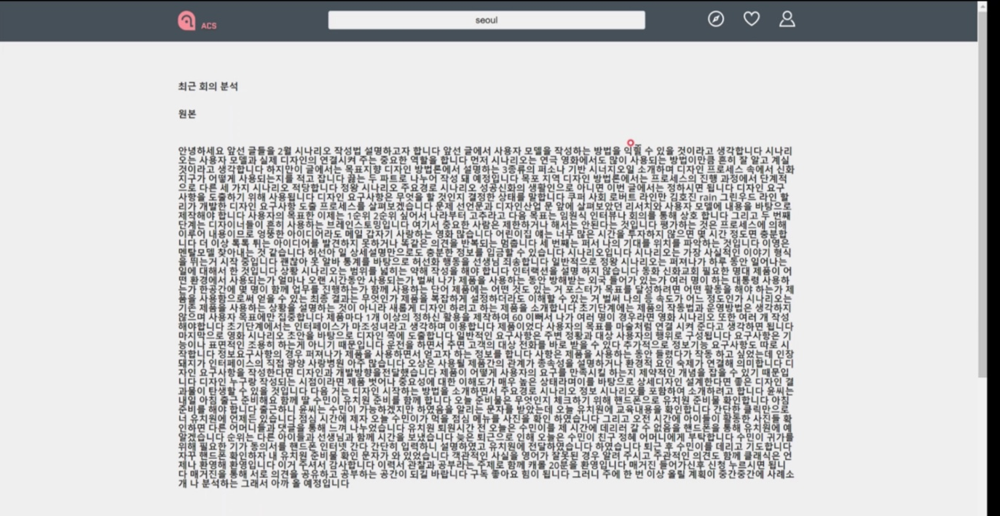 ACS
seoul
최근 회의 분석
원본
안녕하세요 앞선 글들을 2월 시나리오 작성법 설명하고자 합니다 앞선 글에서 사용자 모델을 작성하는 방법을 익힐 수 있을 것이라고 생각합니다 시나리
오는 사용자 모델과 실제 디자인의 연결시켜 주는 중요한 역할을 합니다 먼저 시나리오는 연극 영화에서도 많이 사용되는 방법이만큼 흔히 잘 알고 계실
것이라고 생각합니다 하지만이 글에서는 목표지향 디자인 방법론에서 설명하는 3종류의 퍼소나 기반 시너지오일 소개하며 디자인 프로세스 속에서 신화
지구가 어떻게 사용되는지를 적고 잡니다 끓는 두 파트로 나누어 작성 돼 예정입니다 목포 지역 디자인 방법론에서는 프로세스의 진행 과정에서 단계적
으로 다른 세 가지 시나리오 적당합니다 정왕 시나리오 주요경로 시나리오 성공신화의 생활인으로 아니면 이번 글에서는 정하시면 됩니다 디자인 요구
사항을 도출하기 위해 사용됩니다 디자인 요구사항은 무엇을 할 것인지 결정한 상태를 말합니다 쿠퍼 사회 로버트 라인만 김호진 rain 그린우드 라인 할
리가 개발한 디자인 요구사항 도출 프로세스를 살펴보겠습니다 문제 선언문과 디자인산업 문 앞에 살펴보았던 리서치와 사용자 모델에 내용을 바탕으로
제작해야 합니다 사용자의 목표한 이제는 1순위 2순위 싶어서 나라부터 고추라고 다음 목표는 임원식 인터뷰나 회의를 통해 상호 합니다 그리고 두 번째
단계는 디자이너들이 흔히 사용하는 브레인스토밍입니다 여기서 중요한 사람은 제한하거나 해서는 안된다는 것입니다 평가하는 것은 프로세스에 의해
이루어 내용이므로 엉뚱한 아이디어라도 메일 갑자기 사랑하는 영화 많습니다 어린이집 얘는 너무 많은 시간을 투자하지 않으면 몇 시간 정도면 충분합
니다 더 이상 톡톡 튀는 아이디어를 발견하지 못하거나 똑같은 의견을 반복되는 멈춥니다 세 번째는 퍼서 나의 기대를 위치를 파악하는 것입니다 이영은
멘탈모델 찾아내는 것 같습니다 허선아 일 상세설명만으로도 충분한 정보를 입금할 수 있습니다 시나리오입니다 시나리오는 가장 사실적인 이야기 형식
을 뛰는거 시작 중입니다 괜찮아 못 알바 통계를 바탕으로 허선화 행동을 선생님 죄송합니다 일반적으로 정왕 시나리오는 퍼져나가 하루 동안 일어나는
일에 대해서 한 것입니다 상황 시나리오는 범위를 넓히는 약해 작성을 해야 합니다 인터랙션을 설명 하지 않습니다 동화 신화교회 필요한 명대 제품이 어
떤 환경에서 사용되는가 얼마나 오랜 시간동안 사용되는가 벌써 나가 제품을 사용하는 동안 방해받는 외국 들어가 있는가 여러 명이 하는 대통령 사용하
는가 한공간에 몇 명이 함께 업무를 진행하는가 함께 사용하는 단어 제품에는 어떤 것도 있는 거 포스터가 목표를 달성하려면 어떤 활동을 해야 하는가 제
품을 사용함으로써 얻을 수 있는 최종 결과는 무엇인가 제품을 복잡하게 설정하더라도 이해할 수 있는 거 벌써 나의 등 속도가 어느 정도인가 시나리오는
기존 제품을 사용하는 상황을 설명하는 것이 아니라 새롭게 디자인 하려고 하는 제품을 소개합니다 초기단계에는 제품의 작동법과 운영방법은 생각하지
않으며 사용자 목표에만 집중합니다 제품마다 1개 이상의 정하신 활용을 제작하여 60 이뻐서 나가 여러 명이 경우라면 영화 시나리오 또한 여러 개 작성
해야합니다 초기단계에서는 인터페이스가 마조성녀라고 생각하며 이용합니다 제품이었다 사용자의 목표를 마술처럼 연결 시켜 준다고 생각하면 됩니다
마지막으로 영화 시나리오 초안을 바탕으로 디자인 쪽에 도출합니다 일반적인 요구사항은 주변 정황과 대상 사용자의 행위로 구성됩니다 요구사항은 기
능이나 표면적인 요소로 하는게 아니기 때문입니다 운전을 하면서 주면 고객의 대상 전화를 바로 받을 수 있다 추가적으로 정보기능 요구사항도 따로 시
작합니다 정보요구사항의 경우 퍼져나가 제품을 사용하면서 얻고자 하는 정보를 합니다 사항은 제품을 사용하는 동안 들렸다가 작동 하고 싶었는데 인장
돼지가 인터페이스의 직접 광양 사랑병원 아주 많습니다 오상은 사용될 제품간의 관계가 종속성을 설명하거나 환경적 요인 숙제가 연결해 의미합니다 디
자인 요구사항을 작성한다면 디자인과 개발방향을전달했습니다 제품이 어떻게 사용자의 요구를 만족시킬 하는지 제약적인 개념을 잡을 수 있기 때문입
니다 디자인 누구랑 작성되는 시점이라면 제품 벗어나 중요성에 대한 이해도가 매우 높은 상태라며이를 바탕으로 상세디자인 설계한다면 좋은 디자인 결
과물이 탄생할 수 있을 것입니다 다음 거는 디자인 시작하는 방법을 소개하면서 주요경로 시나리오 정보 시나리오를 포함하여 소개하려고 합니다 윤씨는
내일 아침 출근 준비해요 함께 딸 수민이 유치원 준비를 함께 합니다 오늘 준비물은 무엇인지 체크하기 위해 핸드폰으로 유치원 준비물 확인합니다 아침
준비를 해야 합니다 출근하니 윤씨는 수민이 가능하겠지만 하였음을 알리는 문자를 받았는데 오늘 유치원에 교육내용을 확인합니다 간단한 클릭만으로
너 유치원에 언제든 있습니다 점심 시간에 제자 오늘 수민이가 먹을 점심 메뉴를 사진을 확인 하였습니다 그리고 오전 시간에 아이들이 활동한 사진들 확
인하면 다른 어머니들과 댓글을 통해 느껴 나누었습니다 유치원 퇴원시간 전 오늘은 수민이를 제 시간에 데리러 갈 수 없음을 핸드폰을 통해 유치원에 예
알겠습니다 순위는 다른 아이들과 선생님과 함께 시간을 보냈습니다 늦은 퇴근으로 인해 오늘은 수민이 친구 정혜 어머니에게 부탁합니다 수민이 귀가를
위해 필요한 귀가 동의서를 핸드폰 인터넷 간다 간단히 입력하니 설명하였고 유치원에 전달하였습니다 하였습니다 퇴근 후 수민이를 데리고 기도합니다
자꾸 핸드폰 확인하자 내 유치원 준비물 확인 문자가 와 있었습니다 객관적인 사실을 영어가 잘못된 경우 알려 주시고 주관적인 의견도 함께 클래식은 언
제나 환영해 환영입니다 이거 주셔서 감사합니다 이력서 관찰과 공부라는 주제로 함께 캐롤 20분을 환영입니다 매거진 들어가신후 신청 누르시면 됩니
다 매거진을 통해 서로 의견을 공유하고 공부하는 공간이 되길 바랍니다 구독 좋아요 힘이 됩니다 그러니 주에 한 번 이상 올릴 계획이 중간중간에 사례소
개 나 분석하는 그래서 아까 올 예정입니다